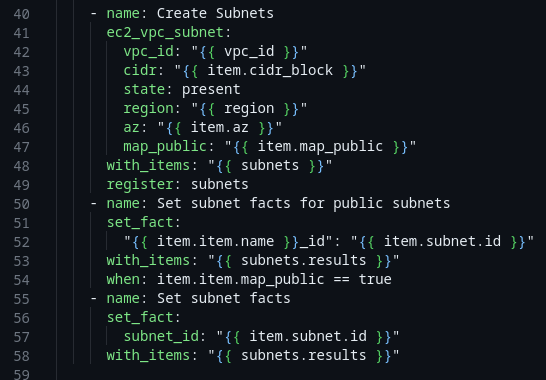 40 - name: Create Subnets
41 ec2_vpc_subnet:
42 vpc_id: "{{ vpc_id }}"
43 cidr: "{{ item.cidr_block }}"
44 state: present
45 region: "{{ region }}"
46 az: "{{ item.az }}"
47 map_public: "{{ item.map_public }}"
48 with_items: "{{ subnets }}"
49 register: subnets
50 - name: Set subnet facts for public subnets
51 set_fact:
52 "{{ item.item.name }}_id": "{{ item.subnet.id }}"
53 with_items: "{{ subnets.results }}"
54 when: item.item.map_public == true
55 - name: Set subnet facts
56 set_fact:
57 subnet_id: "{{ item.subnet.id }}"
58 with_items: "{{ subnets.results }}"
59